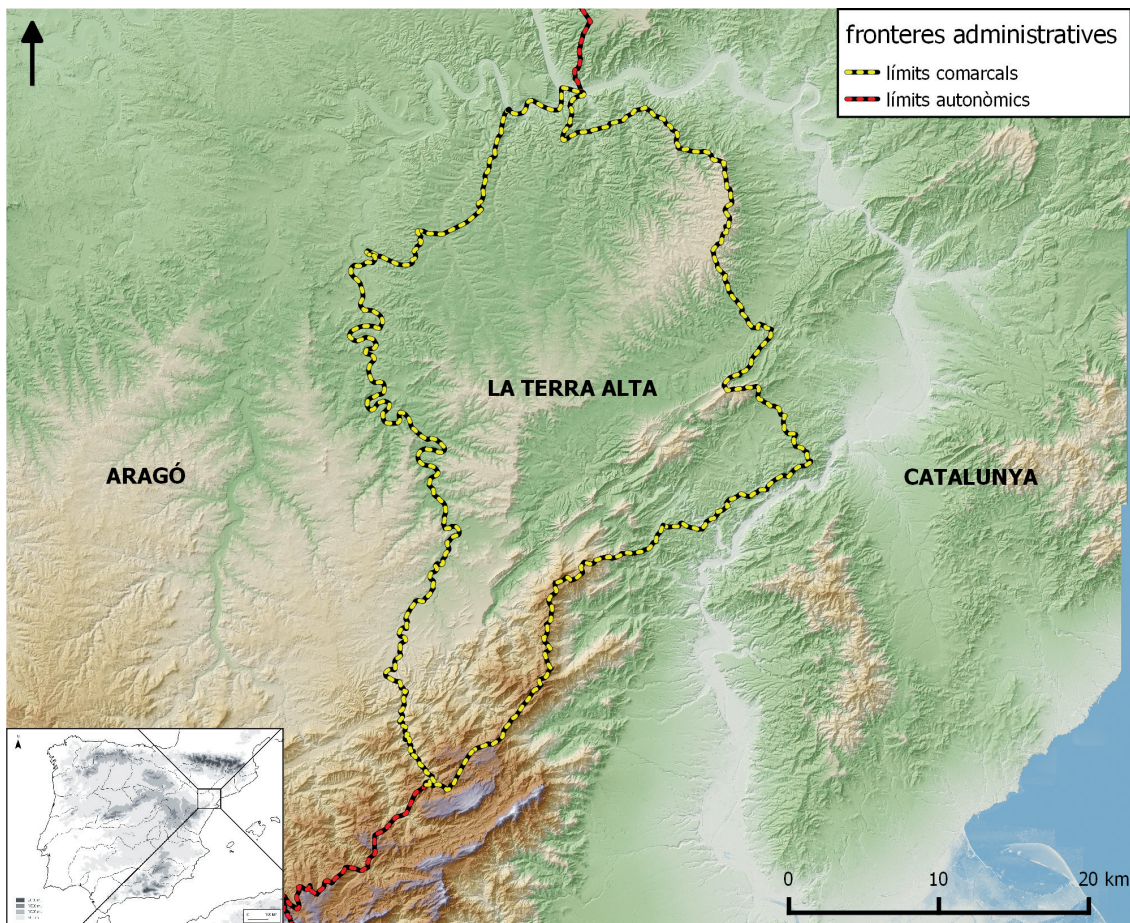 fronteres administratives
límits comarcals
límits autonòmics
LA TERRA ALTA
ARAGÓ
CATALUNYA
N
0 10 20 km